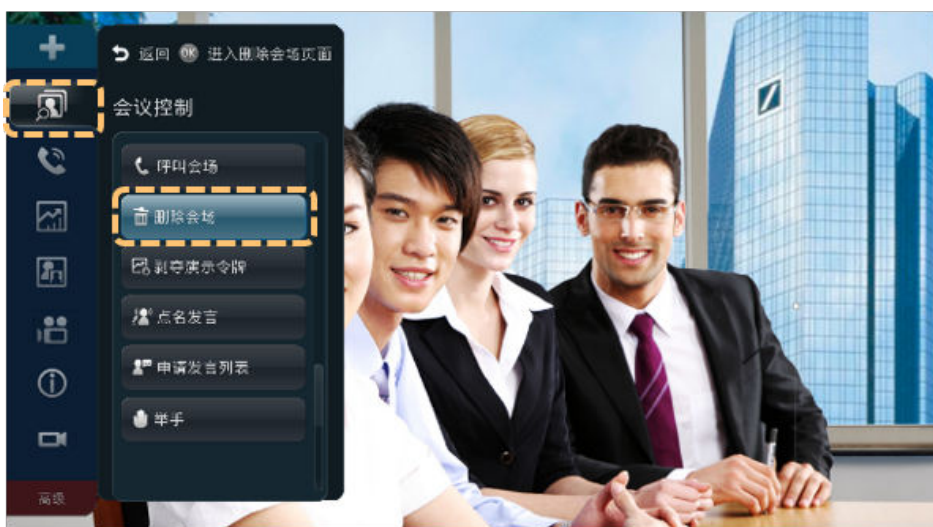 返回 OK 进入删除会场页面
会议控制
呼叫会场
删除会场
剥夺演示令牌
点名发言
申请发言列表
举手
高级